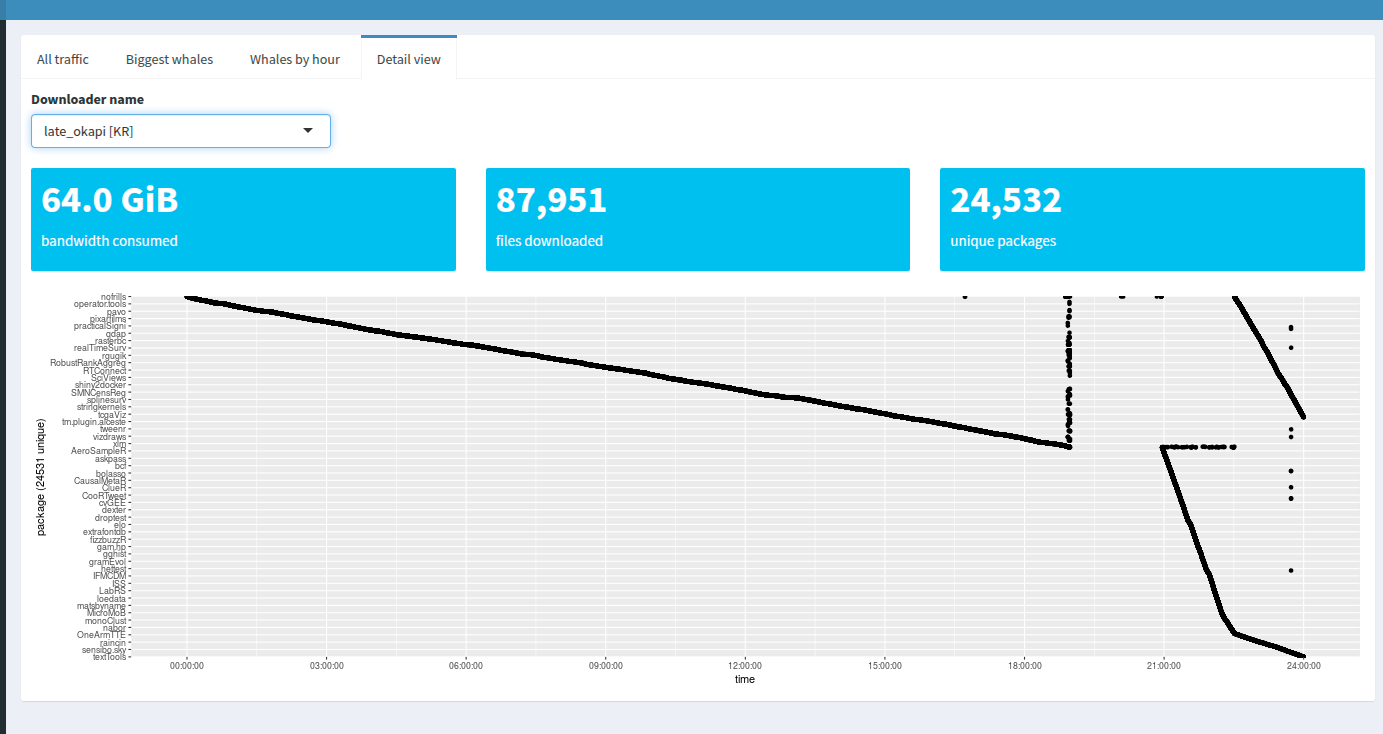 All traffic
Biggest whales
Whales by hour
Detail view
Downloader name
late_okapi [KR]
64.0 GiB
bandwidth consumed
87,951
files downloaded
24,532
unique packages
package (24531 unique)
nofrills
operator.tools
pavo
pixarfilms
practicalSigni
qdap
rasterbc
realTimeSurv
rgugik
RobustRankAggreg
RTConnect
SciViews
shiny2docker
SMNCensReg
splinesurv
stringkernels
tcgaViz
tm.plugin.alceste
tweenr
vizdraws
xlm
AeroSampleR
askpass
bcf
bolasso
CausalMetaR
ClueR
CooRTweet
cvGEE
dexter
droptest
ejo
extrafontdb
fizzbuzzR
gam.hp
gghist
gramEvol
hettest
IFMCDM
ISS
LabRS
loedata
matsbyname
MicroMoB
monoClust
nabor
OneArmTTE
raincin
sensibo.sky
textTools
00:00:00
03:00:00
06:00:00
09:00:00
12:00:00
15:00:00
18:00:00
21:00:00
24:00:00
time